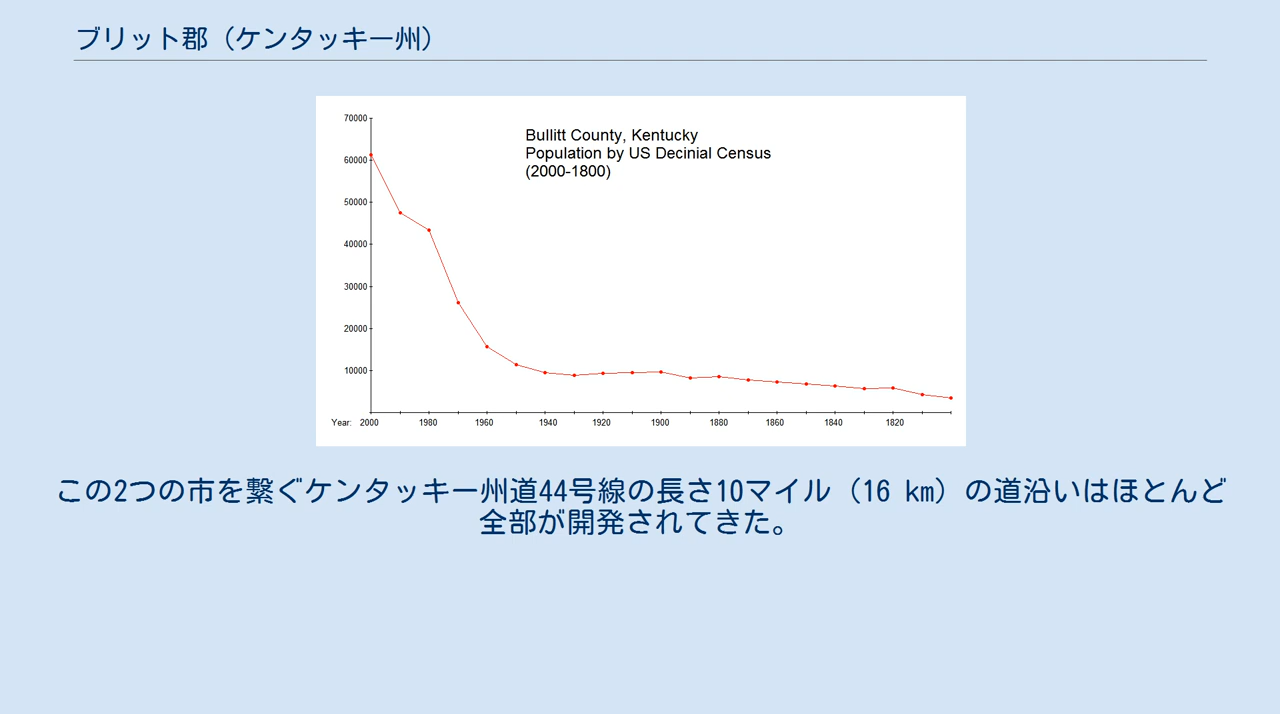 ブリット郡（ケンタッキー州）
Bullitt County, Kentucky
Population by US Decinial Census
(2000-1800)
70000
60000
50000
40000
30000
20000
10000
Year: 2000 1980 1960 1940 1920 1900 1880 1860 1840 1820
この2つの市を繋ぐケンタッキー州道44号線の長さ10マイル（16 km）の道沿いはほとんど
全部が開発されてきた。